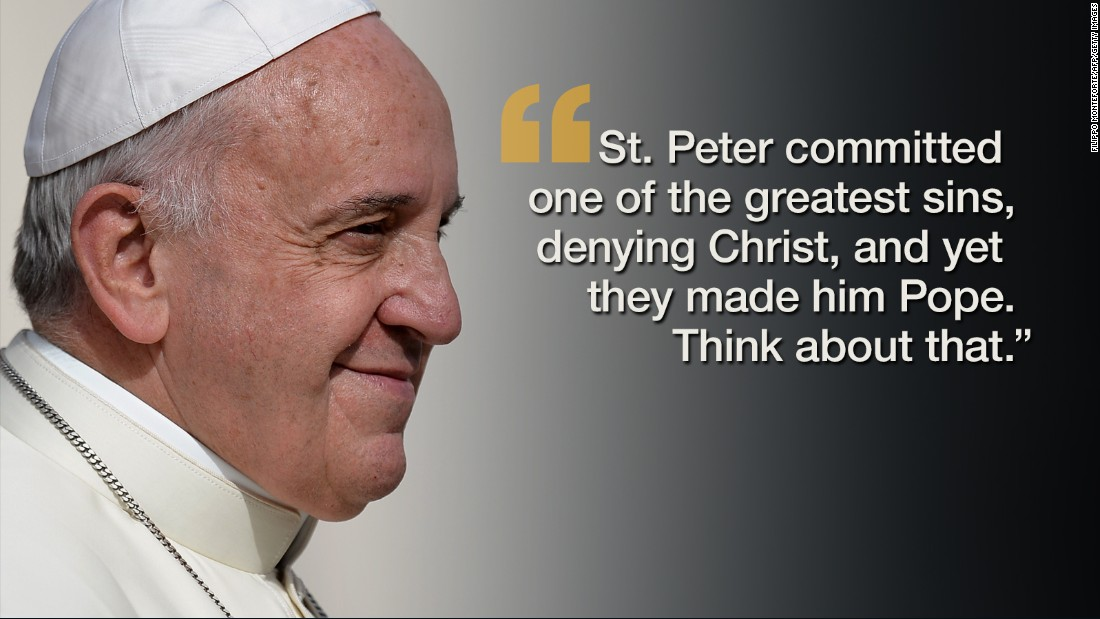 “St. Peter committed
one of the greatest sins,
denying Christ, and yet
they made him Pope.
Think about that.”
FILIPPO MONTEFORTE/AFP/GETTY IMAGES